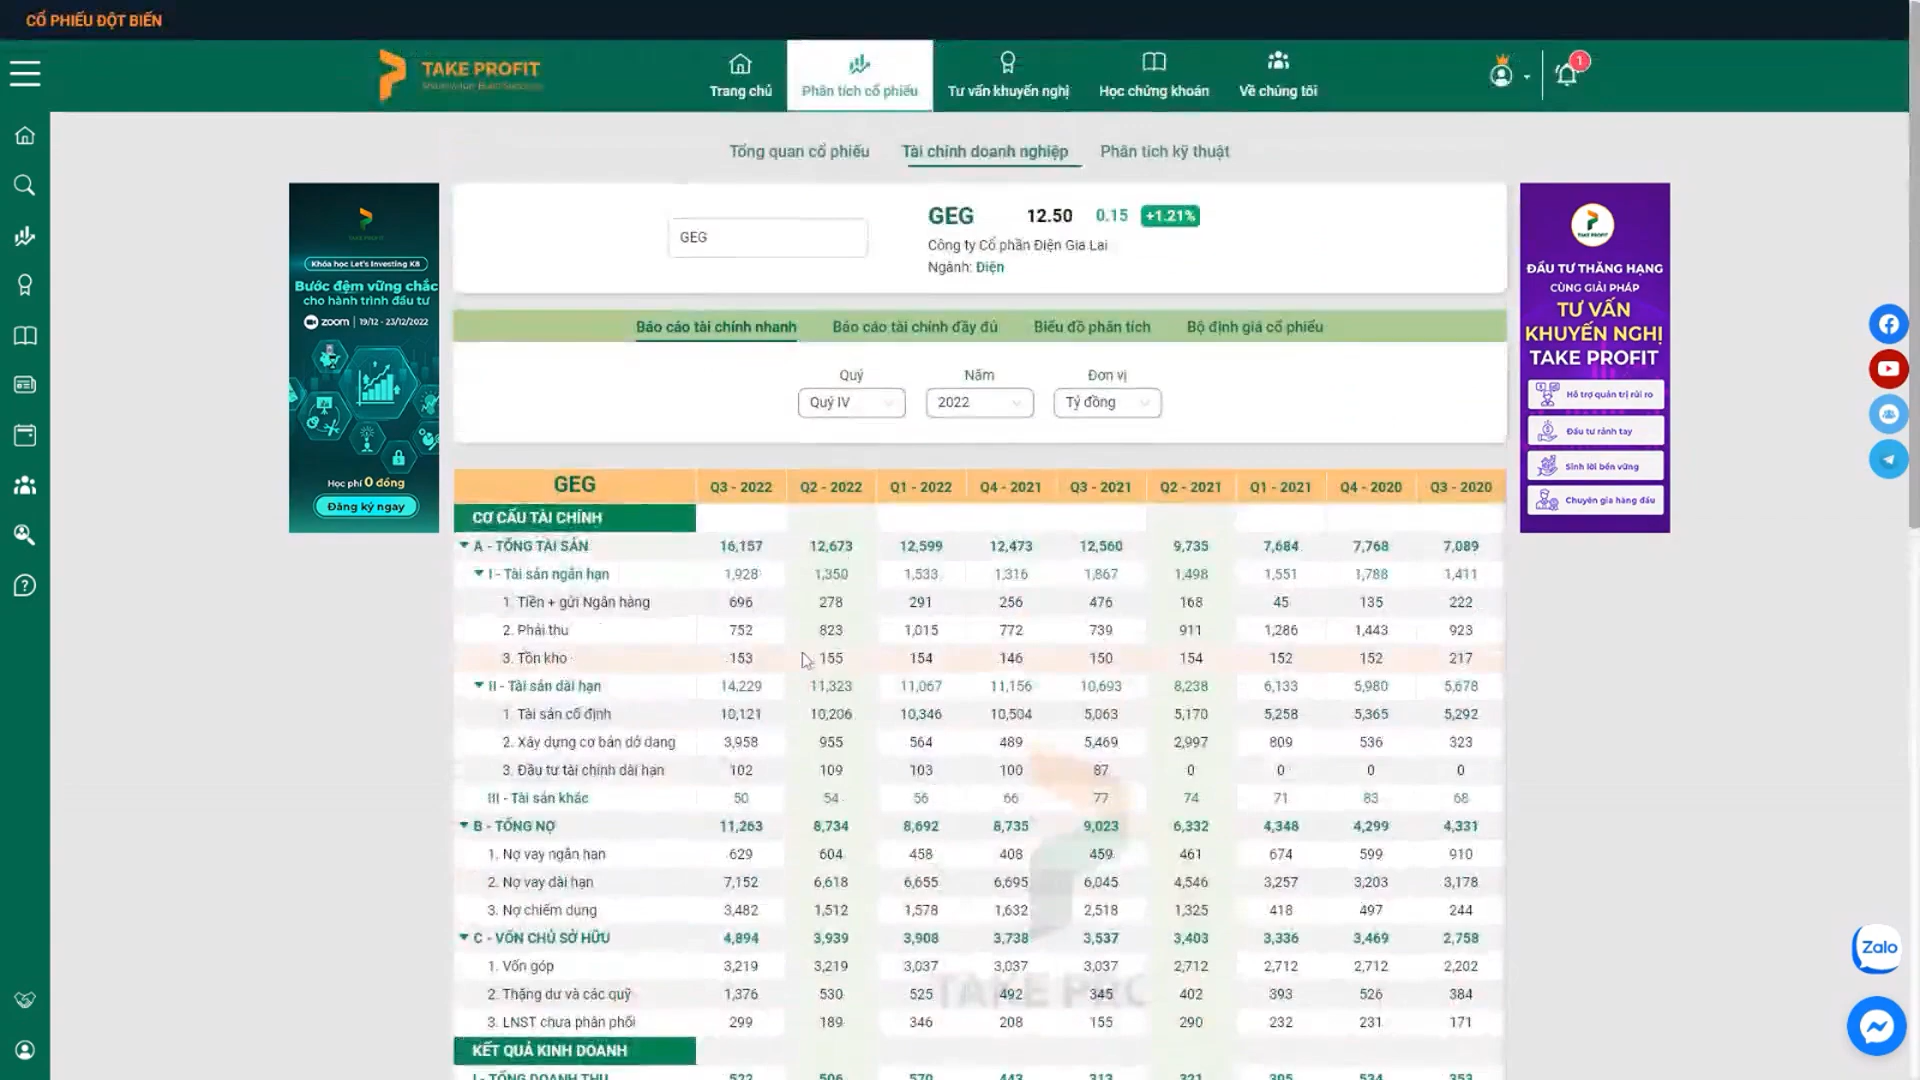 CỔ PHIẾU ĐỘT BIẾN
TAKE PROFIT
Trang chủ
Phân tích cổ phiếu
Tư vấn khuyến nghị
Học chứng khoán
Về chúng tôi
1
Tổng quan cổ phiếu
Tài chính doanh nghiệp
Phân tích kỹ thuật
Khóa học Let's Investing K8
Bước đệm vững chắc
cho hành trình đầu tư
zoom | 19/12 - 23/12/2022
Học phí 0 đồng
Đăng ký ngay
GEG
GEG 12.50 0.15 +1.21%
Công ty Cổ phần Điện Gia Lai
Ngành: Điện
TAKE PROFIT
ĐẦU TƯ THĂNG HẠNG
CÙNG GIẢI PHÁP
TƯ VẤN
KHUYẾN NGHỊ
TAKE PROFIT
Hỗ trợ quản trị rủi ro
Đầu tư rảnh tay
Sinh lời bền vững
Chuyên gia hàng đầu
Báo cáo tài chính nhanh
Báo cáo tài chính đầy đủ
Biểu đồ phân tích
Bộ định giá cổ phiếu
Quý Năm Đơn vị
Quý IV 2022 Tỷ đồng
GEG Q3 - 2022 Q2 - 2022 Q1 - 2022 Q4 - 2021 Q3 - 2021 Q2 - 2021 Q1 - 2021 Q4 - 2020 Q3 - 2020
CƠ CẤU TÀI CHÍNH
A - TỔNG TÀI SẢN 16,157 12,673 12,599 12,473 12,560 9,735 7,684 7,768 7,089
I - Tài sản ngắn hạn 1,928 1,350 1,533 1,316 1,867 1,498 1,551 1,788 1,411
1. Tiền + gửi Ngân hàng 696 278 291 256 476 168 45 135 222
2. Phải thu 752 823 1,015 772 739 911 1,286 1,443 923
3. Tồn kho 153 155 154 146 150 154 152 152 217
II - Tài sản dài hạn 14,229 11,323 11,067 11,156 10,693 8,238 6,133 5,980 5,678
1. Tài sản cố định 10,121 10,206 10,346 10,504 5,063 5,170 5,258 5,365 5,292
2. Xây dựng cơ bản dở dang 3,958 955 564 489 5,469 2,997 809 536 323
3. Đầu tư tài chính dài hạn 102 109 103 100 87 0 0 0 0
III - Tài sản khác 50 54 56 66 77 74 71 83 68
B - TỔNG NỢ 11,263 8,734 8,692 8,735 9,023 6,332 4,348 4,299 4,331
1. Nợ vay ngắn hạn 629 604 458 408 459 461 674 599 910
2. Nợ vay dài hạn 7,152 6,618 6,655 6,695 6,045 4,546 3,257 3,203 3,178
3. Nợ chiếm dụng 3,482 1,512 1,578 1,632 2,518 1,325 418 497 244
C - VỐN CHỦ SỞ HỮU 4,894 3,939 3,908 3,738 3,537 3,403 3,336 3,469 2,758
1. Vốn góp 3,219 3,219 3,037 3,037 3,037 2,712 2,712 2,712 2,202
2. Thặng dư và các quỹ 1,376 530 525 492 345 402 393 526 384
3. LNST chưa phân phối 299 189 346 208 155 290 232 231 171
KẾT QUẢ KINH DOANH
I- TỔNG DOANH THU 522 506 570 443 313 321 305 534 353
Zalo